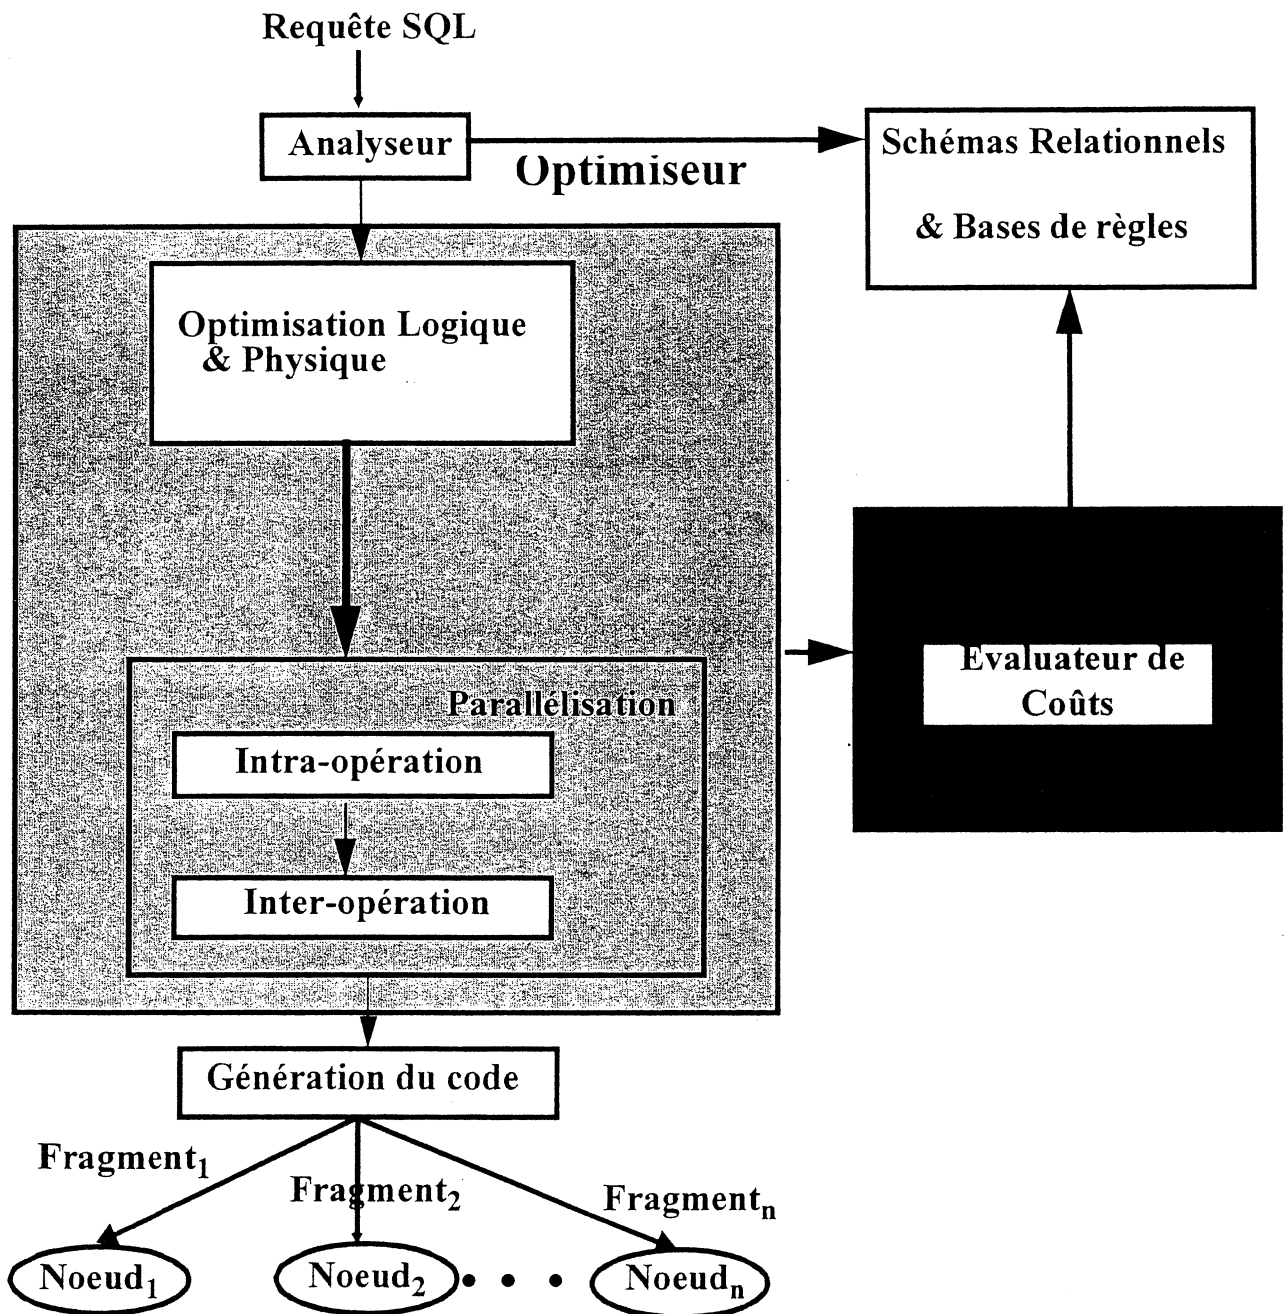 Requête SQL
Analyseur
Optimiseur
Schémas Relationnels
& Bases de règles
Optimisation Logique
& Physique
Parallélisation
Intra-opération
Inter-opération
Evaluateur de
Coûts
Génération du code
Fragment1
Fragment2
Fragmentn
Noeud1
Noeud2
Noeudn